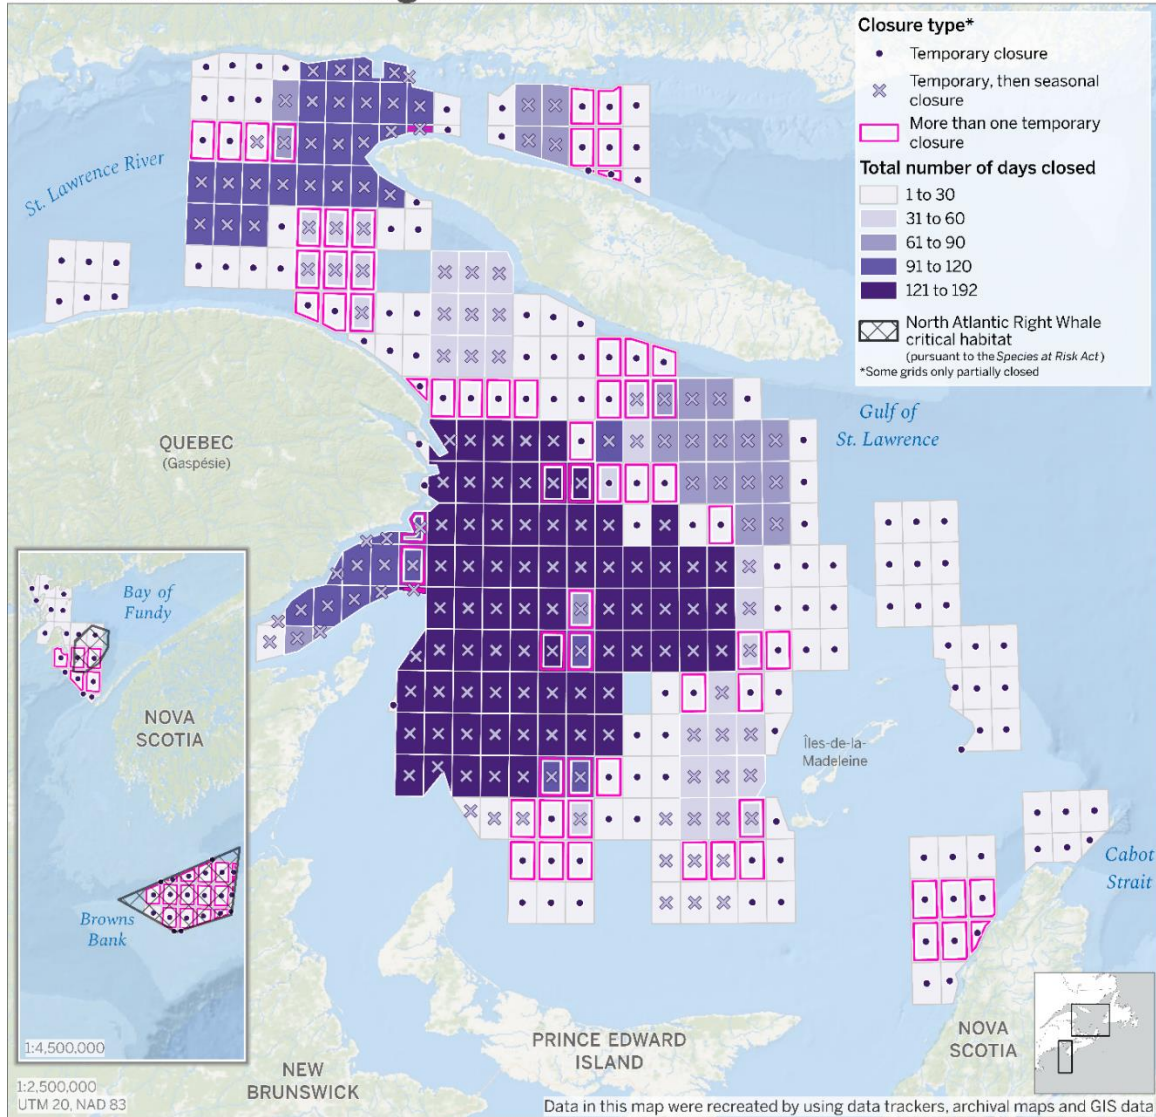 Closure type*
Temporary closure
Temporary, then seasonal
closure
More than one temporary
closure
Total number of days closed
1 to 30
31 to 60
61 to 90
91 to 120
121 to 192
North Atlantic Right Whale
critical habitat
(pursuant to the Species at Risk Act)
*Some grids only partially closed
St. Lawrence River
Gulf of
St. Lawrence
QUEBEC
(Gaspésie)
Bay of
Fundy
NOVA
SCOTIA
Îles-de-la-
Madeleine
Cabot
Strait
Browns
Bank
1:4,500,000
PRINCE EDWARD
ISLAND
NOVA
SCOTIA
NEW
BRUNSWICK
1:2,500,000
UTM 20, NAD 83
Data in this map were recreated by using data trackers, archival maps and GIS data